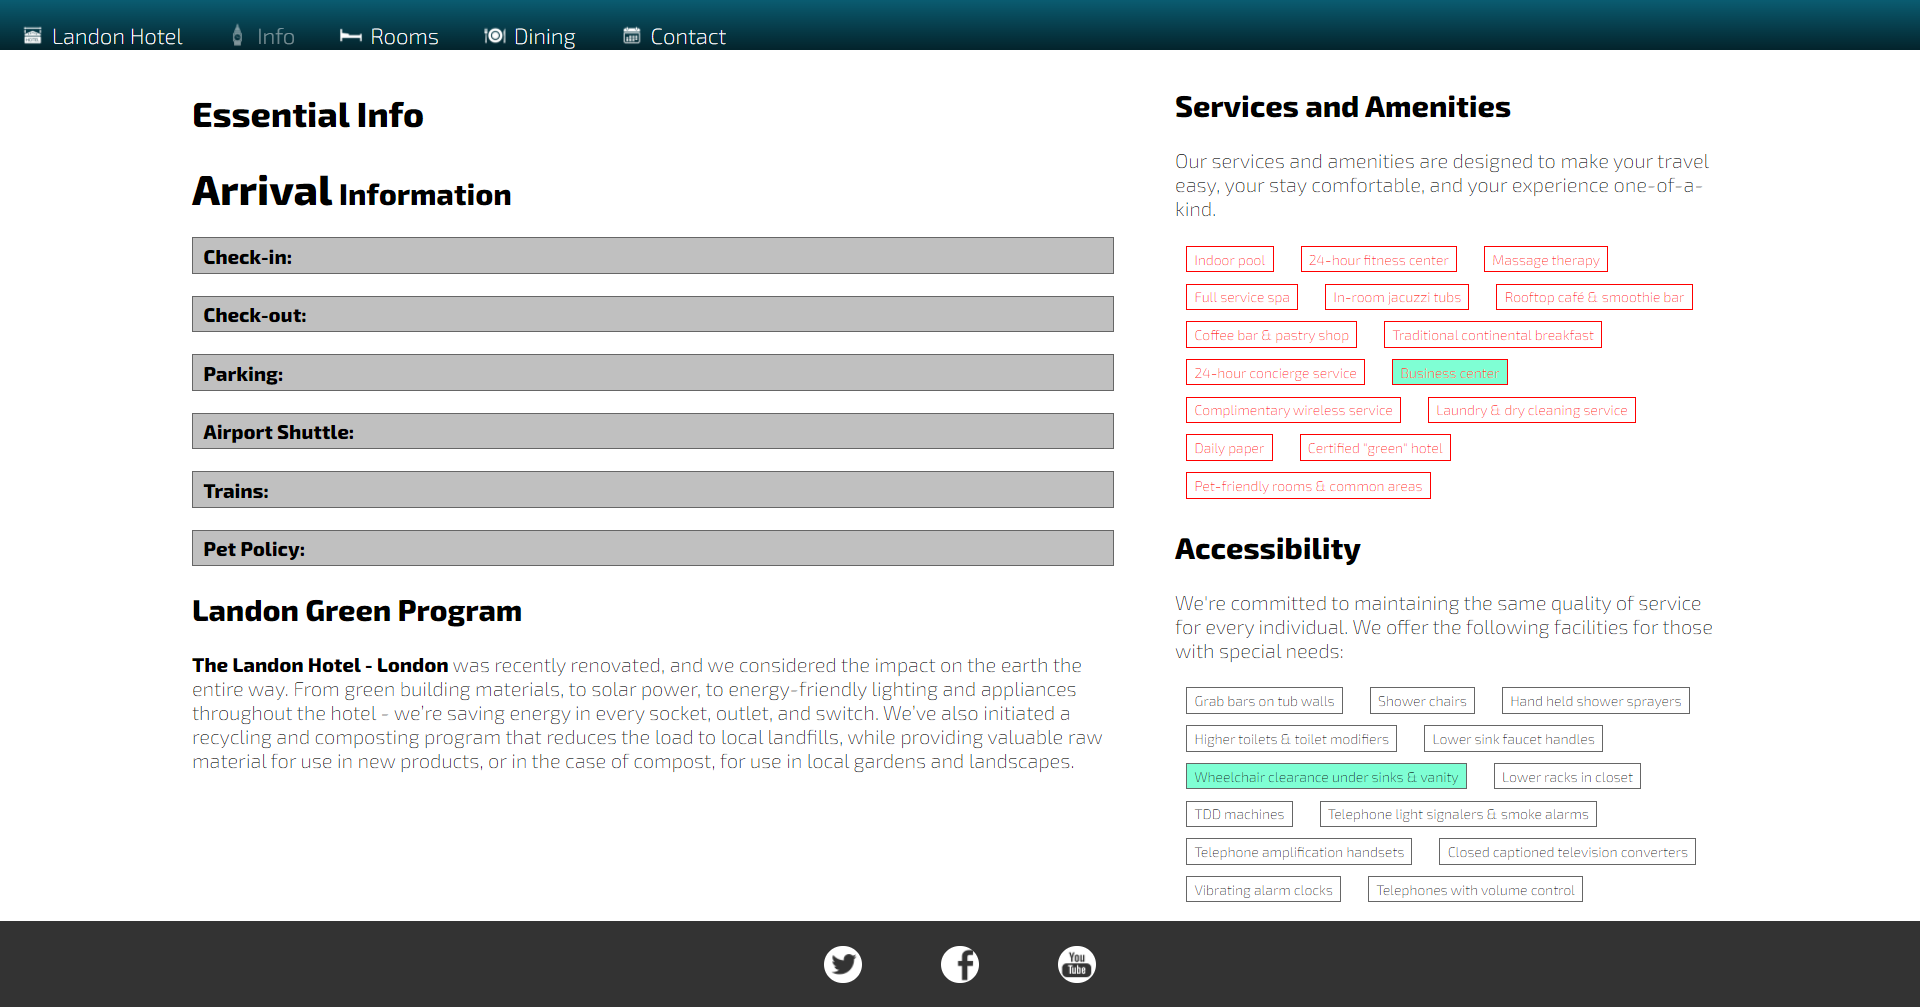 Landon Hotel Info Rooms Dining Contact
Essential Info
Arrival Information
Check-in:
Check-out:
Parking:
Airport Shuttle:
Trains:
Pet Policy:
Landon Green Program
The Landon Hotel - London was recently renovated, and we considered the impact on the earth the
entire way. From green building materials, to solar power, to energy-friendly lighting and appliances
throughout the hotel - we're saving energy in every socket, outlet, and switch. We've also initiated a
recycling and composting program that reduces the load to local landfills, while providing valuable raw
material for use in new products, or in the case of compost, for use in local gardens and landscapes.
Services and Amenities
Our services and amenities are designed to make your travel
easy, your stay comfortable, and your experience one-of-a-
kind.
Indoor pool 24-hour fitness center Massage therapy
Full service spa In-room jacuzzi tubs Rooftop café & smoothie bar
Coffee bar & pastry shop Traditional continental breakfast
24-hour concierge service Business center
Complimentary wireless service Laundry & dry cleaning service
Daily paper Certified "green" hotel
Pet-friendly rooms & common areas
Accessibility
We're committed to maintaining the same quality of service
for every individual. We offer the following facilities for those
with special needs:
Grab bars on tub walls Shower chairs Hand held shower sprayers
Higher toilets & toilet modifiers Lower sink faucet handles
Wheelchair clearance under sinks & vanity Lower racks in closet
TDD machines Telephone light signalers & smoke alarms
Telephone amplification handsets Closed captioned television converters
Vibrating alarm clocks Telephones with volume control
You
Tube